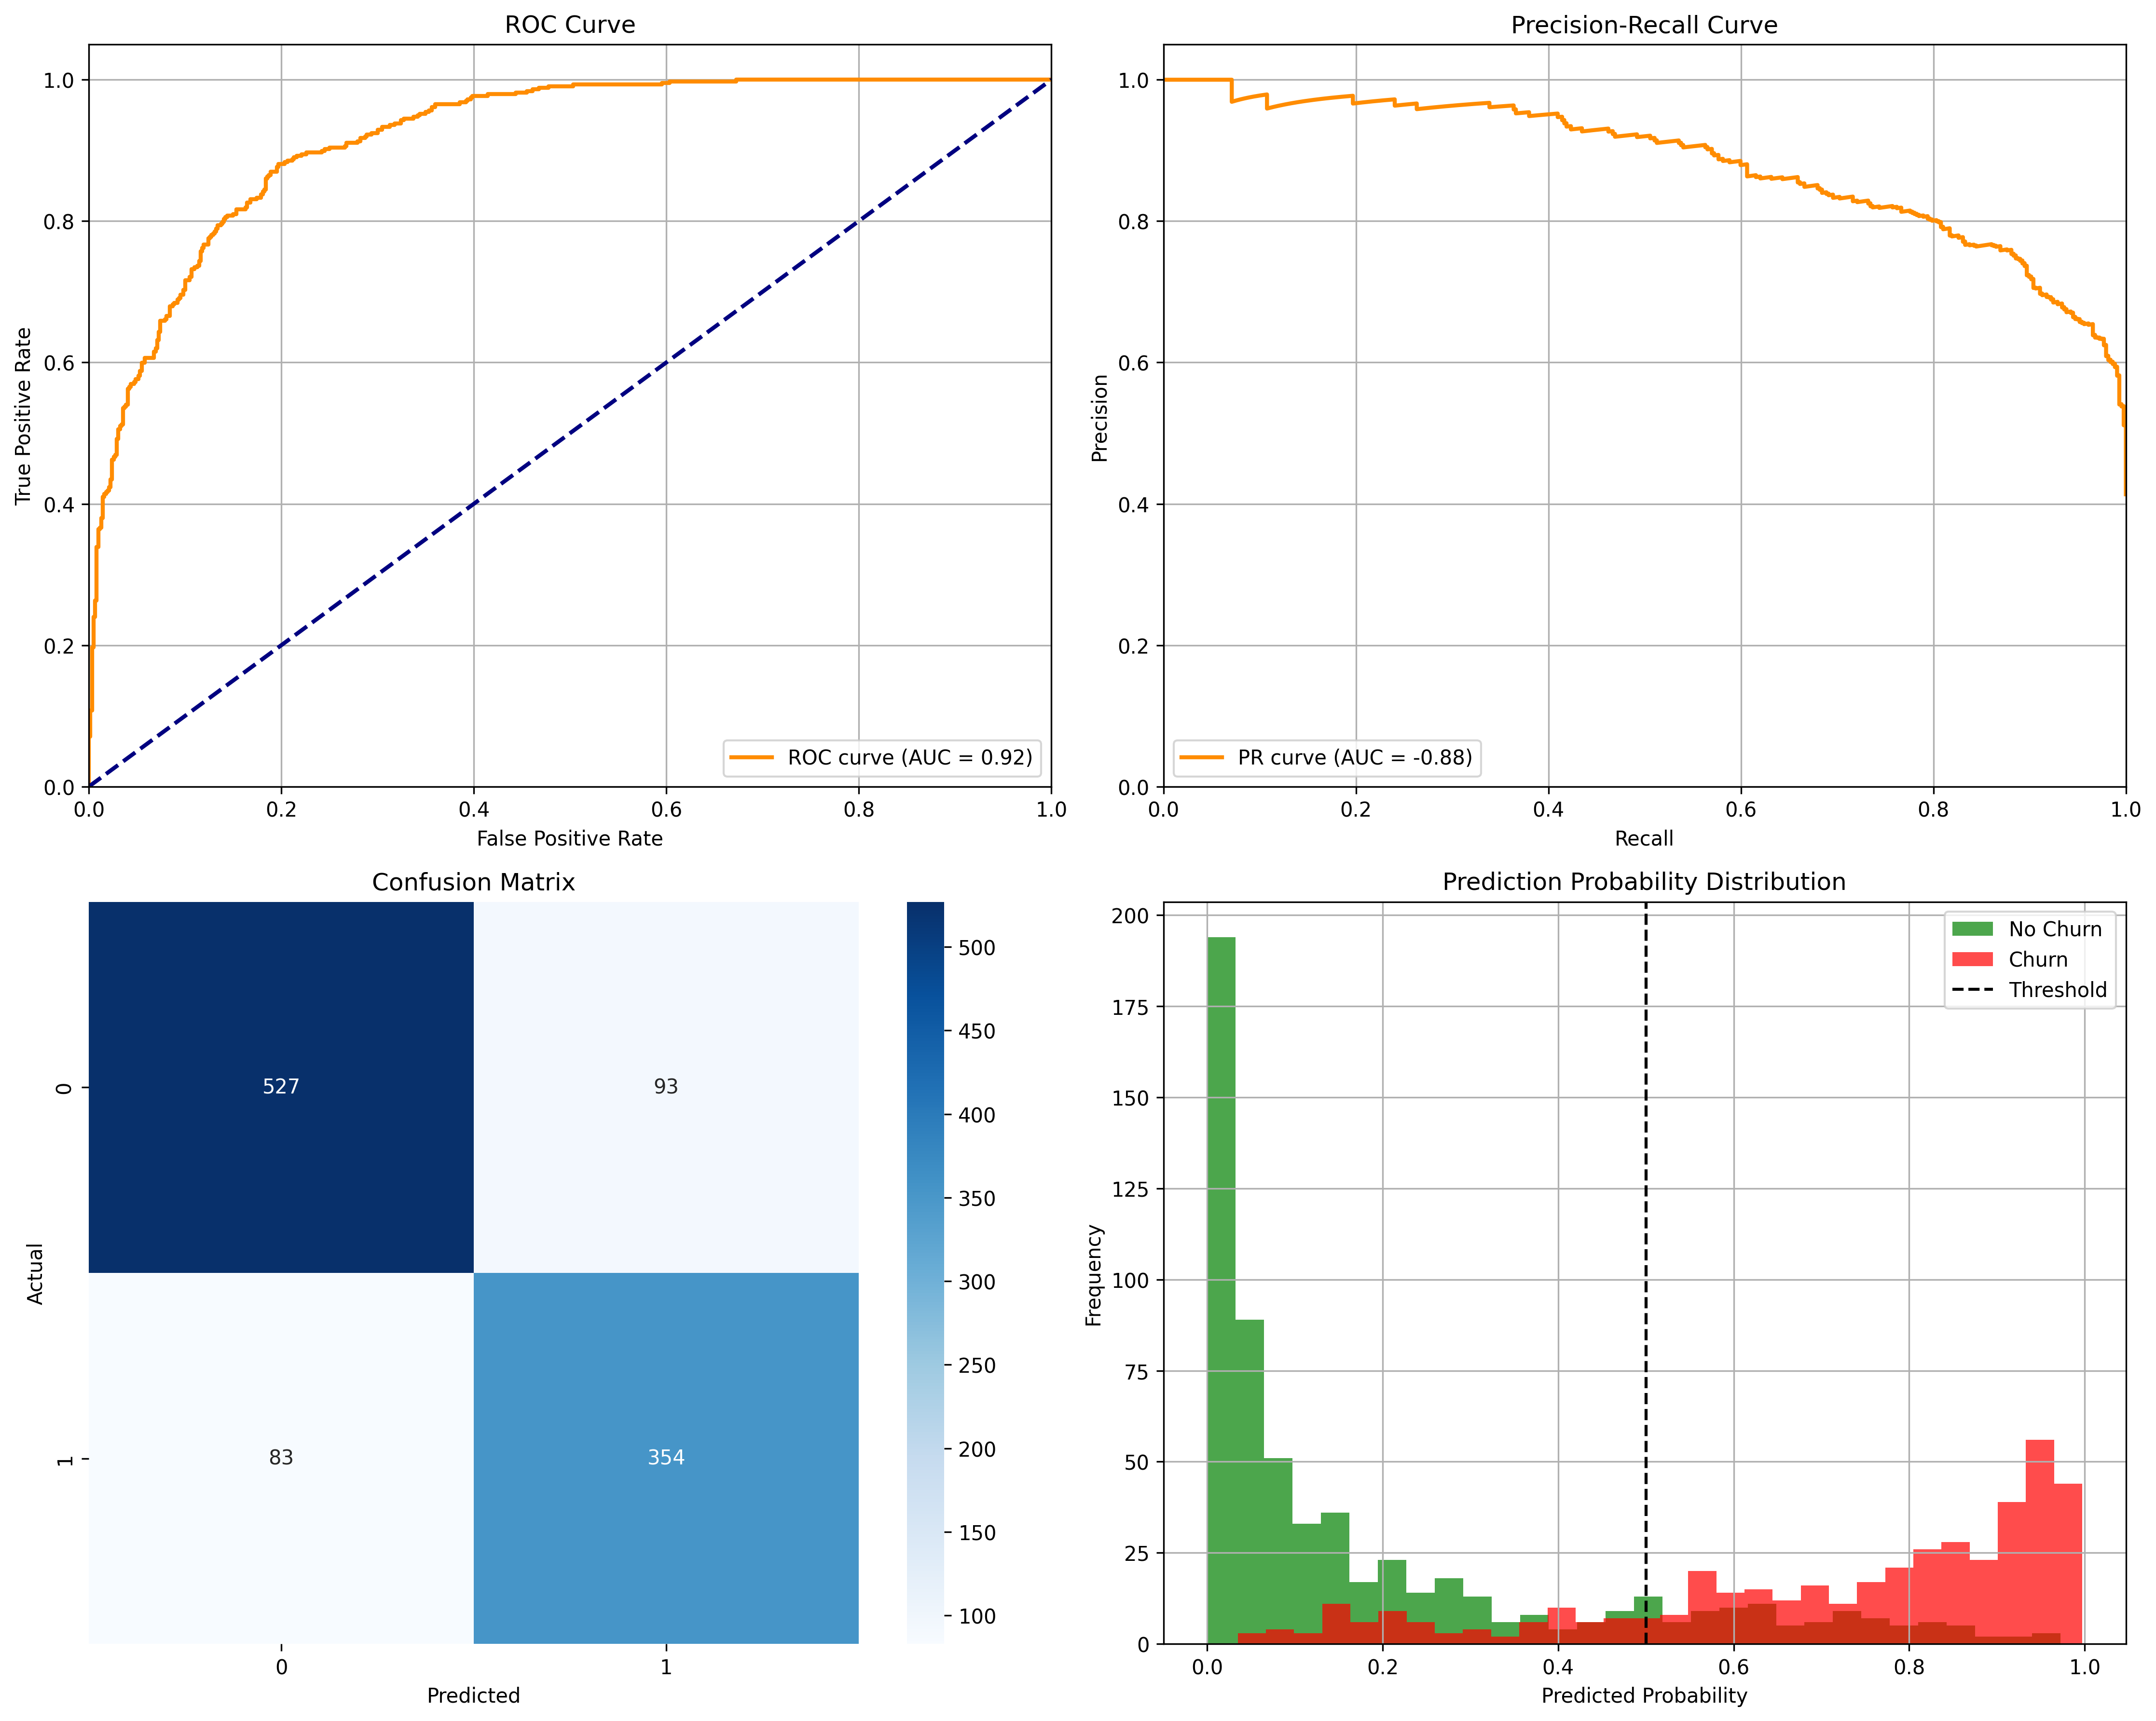 ROC Curve
1.0
0.8
0.6
0.4
0.2
0.0
True Positive Rate
0.0 0.2 0.4 0.6 0.8 1.0
False Positive Rate
ROC curve (AUC = 0.92)
Precision-Recall Curve
1.0
0.8
0.6
0.4
0.2
0.0
Precision
0.0 0.2 0.4 0.6 0.8 1.0
Recall
PR curve (AUC = -0.88)
Confusion Matrix
0
1
Actual
527 93
83 354
0 1
Predicted
500
450
400
350
300
250
200
150
100
Prediction Probability Distribution
200
175
150
125
100
75
50
25
0
Frequency
0.0 0.2 0.4 0.6 0.8 1.0
Predicted Probability
No Churn
Churn
Threshold